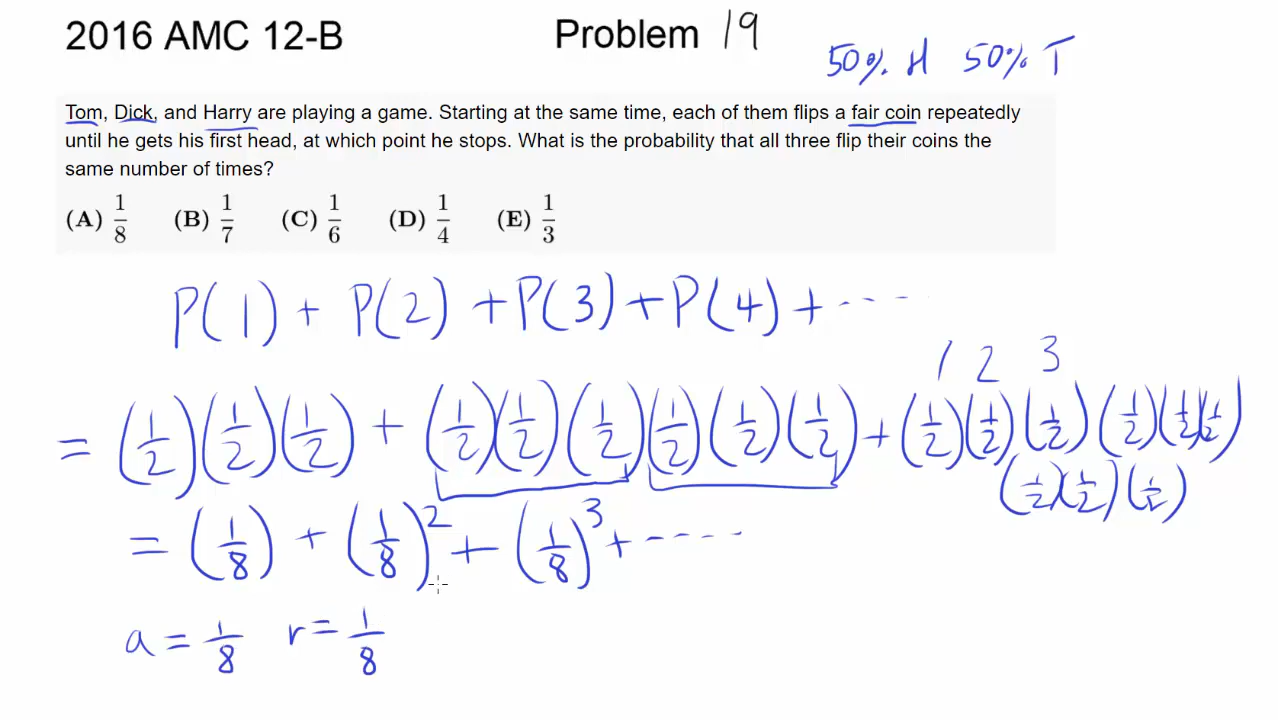 2016 AMC 12-B Problem 19
50% H 50% T
Tom, Dick, and Harry are playing a game. Starting at the same time, each of them flips a fair coin repeatedly
until he gets his first head, at which point he stops. What is the probability that all three flip their coins the
same number of times?
(A) 1/8 (B) 1/7 (C) 1/6 (D) 1/4 (E) 1/3
P(1) + P(2) + P(3) + P(4) + ....
1 2 3
= (1/2)(1/2)(1/2) + (1/2)(1/2)(1/2)(1/2)(1/2)(1/2) + (1/2)(1/2)(1/2)(1/2)(1/2)(1/2)
(1/2)(1/2)(1/2)
= (1/8) + (1/8)² + (1/8)³ + .....
a = 1/8 r = 1/8